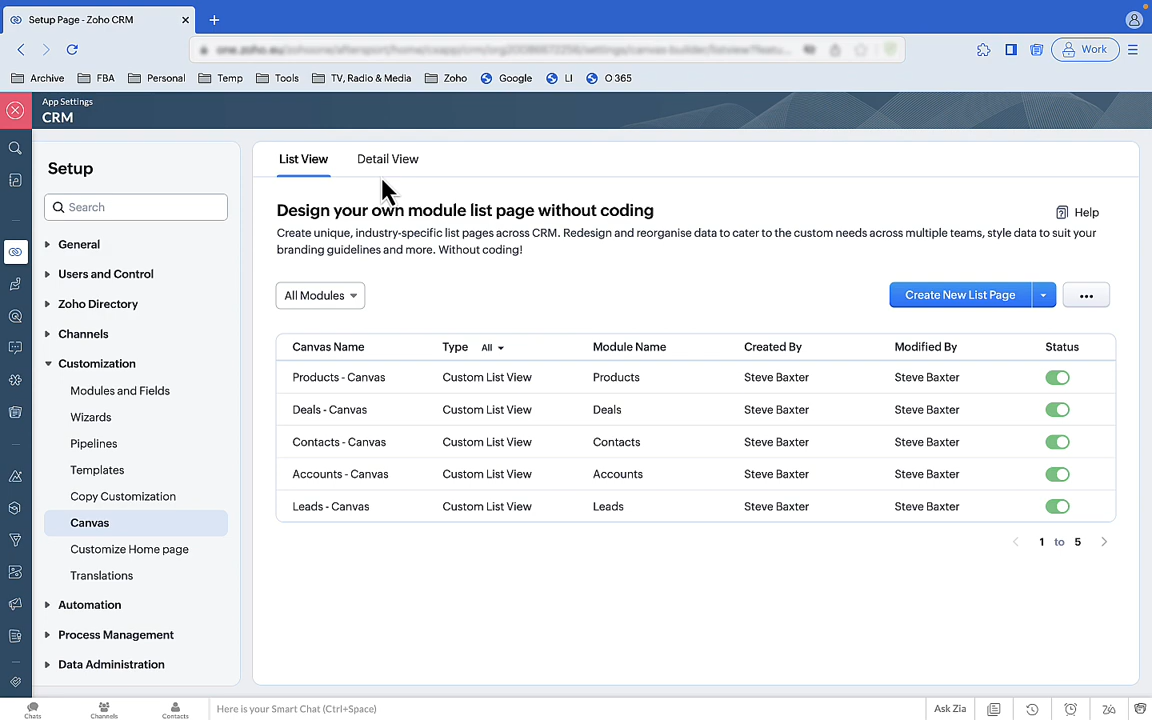 Setup Page - Zoho CRM
Work
Archive
FBA
Personal
Temp
Tools
TV, Radio & Media
Zoho
Google
LI
O 365
App Settings
CRM
Setup
Search
General
Users and Control
Zoho Directory
Channels
Customization
Modules and Fields
Wizards
Pipelines
Templates
Copy Customization
Canvas
Customize Home page
Translations
Automation
Process Management
Data Administration
List View
Detail View
Design your own module list page without coding
Help
Create unique, industry-specific list pages across CRM. Redesign and reorganise data to cater to the custom needs across multiple teams, style data to suit your
branding guidelines and more. Without coding!
All Modules
Create New List Page
Canvas Name Type All Module Name Created By Modified By Status
Products - Canvas Custom List View Products Steve Baxter Steve Baxter
Deals - Canvas Custom List View Deals Steve Baxter Steve Baxter
Contacts - Canvas Custom List View Contacts Steve Baxter Steve Baxter
Accounts - Canvas Custom List View Accounts Steve Baxter Steve Baxter
Leads - Canvas Custom List View Leads Steve Baxter Steve Baxter
1 to 5
Chats
Channels
Contacts
Here is your Smart Chat (Ctrl+Space)
Ask Zia